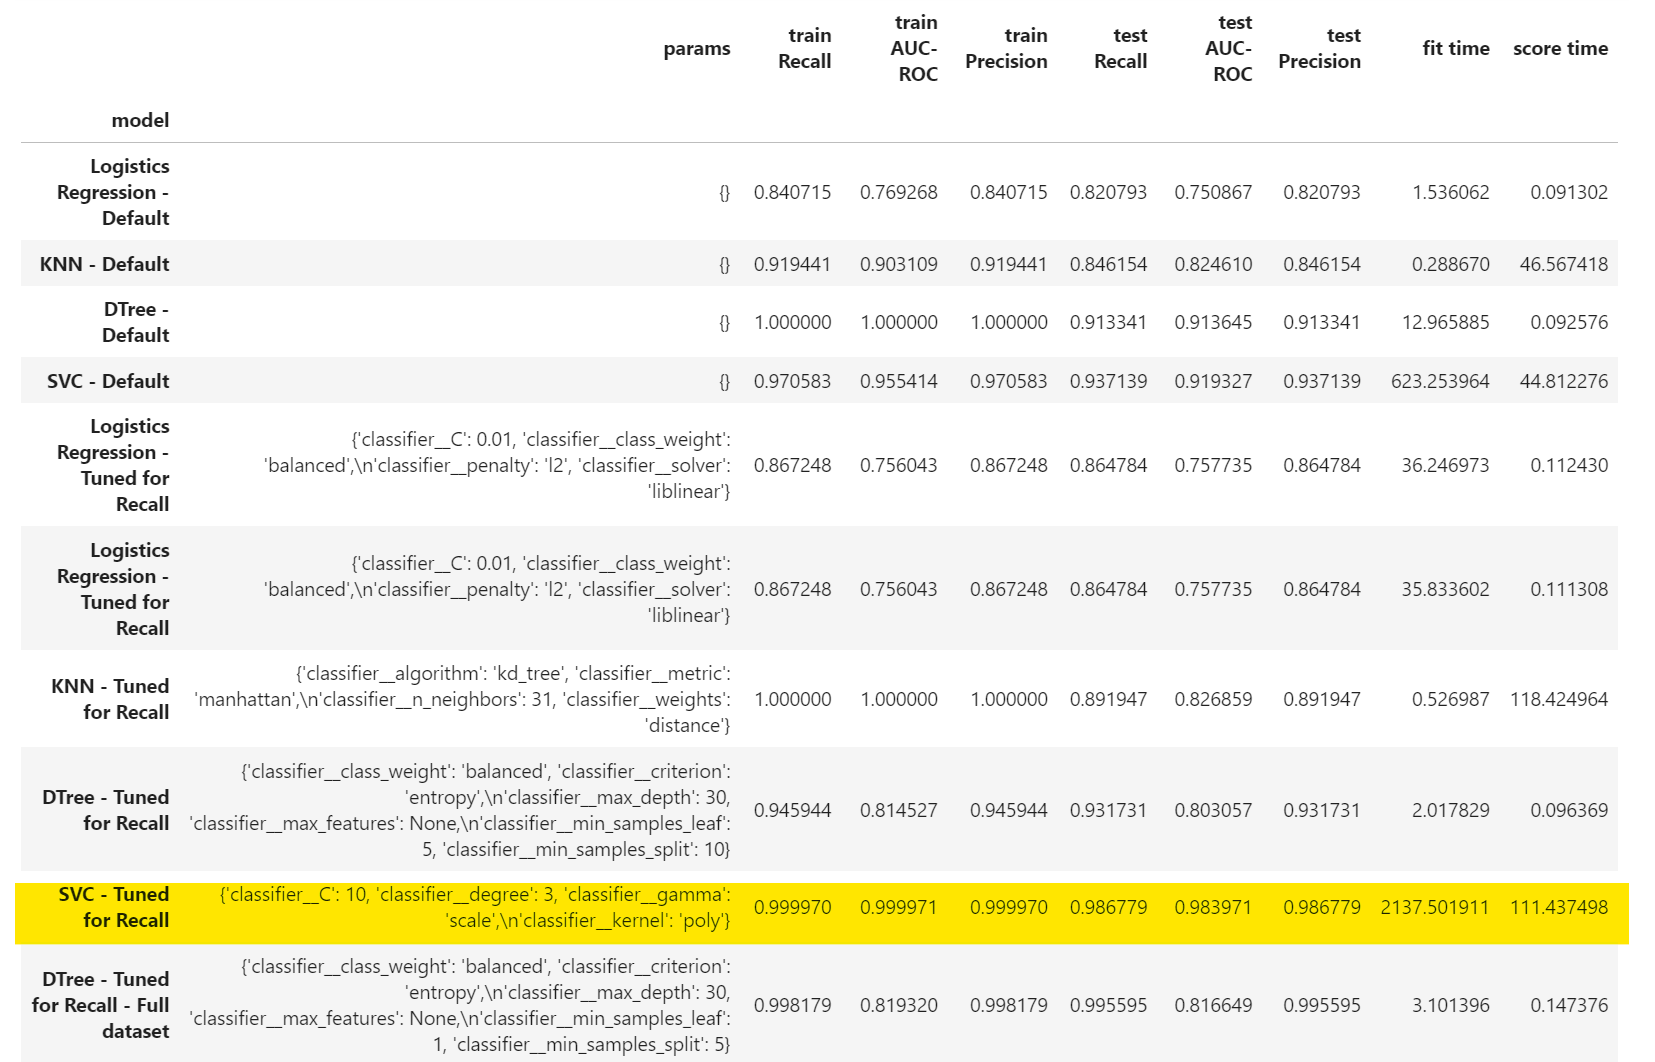 params train Recall train AUC-ROC train Precision test Recall test AUC-ROC test Precision fit time score time
model
Logistics Regression - Default {} 0.840715 0.769268 0.840715 0.820793 0.750867 0.820793 1.536062 0.091302
KNN - Default {} 0.919441 0.903109 0.919441 0.846154 0.824610 0.846154 0.288670 46.567418
DTree - Default {} 1.000000 1.000000 1.000000 0.913341 0.913645 0.913341 12.965885 0.092576
SVC - Default {} 0.970583 0.955414 0.970583 0.937139 0.919327 0.937139 623.253964 44.812276
Logistics Regression - Tuned for Recall {'classifier__C': 0.01, 'classifier__class_weight': 'balanced',\n'classifier__penalty': 'l2', 'classifier__solver': 'liblinear'} 0.867248 0.756043 0.867248 0.864784 0.757735 0.864784 36.246973 0.112430
Logistics Regression - Tuned for Recall {'classifier__C': 0.01, 'classifier__class_weight': 'balanced',\n'classifier__penalty': 'l2', 'classifier__solver': 'liblinear'} 0.867248 0.756043 0.867248 0.864784 0.757735 0.864784 35.833602 0.111308
KNN - Tuned for Recall {'classifier__algorithm': 'kd_tree', 'classifier__metric': 'manhattan',\n'classifier__n_neighbors': 31, 'classifier__weights': 'distance'} 1.000000 1.000000 1.000000 0.891947 0.826859 0.891947 0.526987 118.424964
DTree - Tuned for Recall {'classifier__class_weight': 'balanced', 'classifier__criterion': 'entropy',\n'classifier__max_depth': 30, 'classifier__max_features': None,\n'classifier__min_samples_leaf': 5, 'classifier__min_samples_split': 10} 0.945944 0.814527 0.945944 0.931731 0.803057 0.931731 2.017829 0.096369
SVC - Tuned for Recall {'classifier__C': 10, 'classifier__degree': 3, 'classifier__gamma': 'scale',\n'classifier__kernel': 'poly'} 0.999970 0.999971 0.999970 0.986779 0.983971 0.986779 2137.501911 111.437498
DTree - Tuned for Recall - Full dataset {'classifier__class_weight': 'balanced', 'classifier__criterion': 'entropy',\n'classifier__max_depth': 30, 'classifier__max_features': None,\n'classifier__min_samples_leaf': 1, 'classifier__min_samples_split': 5} 0.998179 0.819320 0.998179 0.995595 0.816649 0.995595 3.101396 0.147376